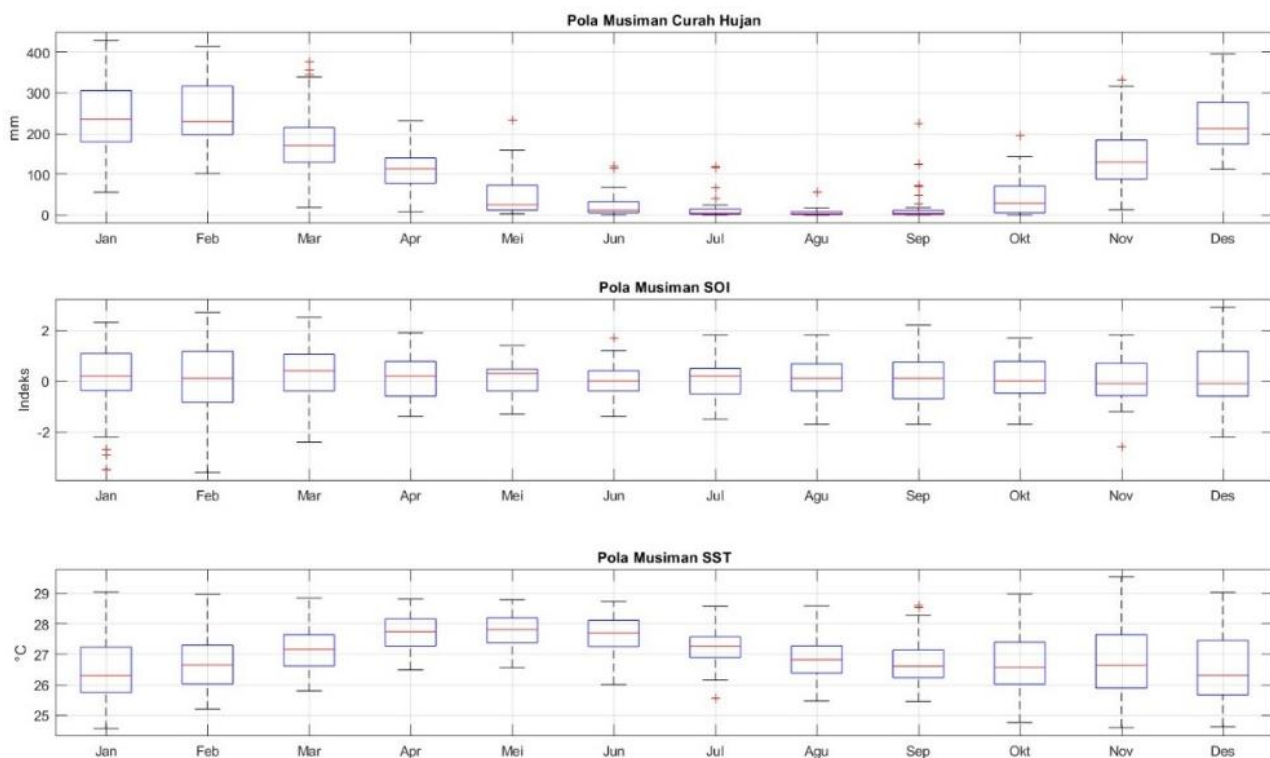 Pola Musiman Curah Hujan
400
300
200
100
0
mm
Jan Feb Mar Apr Mei Jun Jul Agu Sep Okt Nov Des
Pola Musiman SOI
2
0
-2
Indeks
Jan Feb Mar Apr Mei Jun Jul Agu Sep Okt Nov Des
Pola Musiman SST
29
28
27
26
25
°C
Jan Feb Mar Apr Mei Jun Jul Agu Sep Okt Nov Des